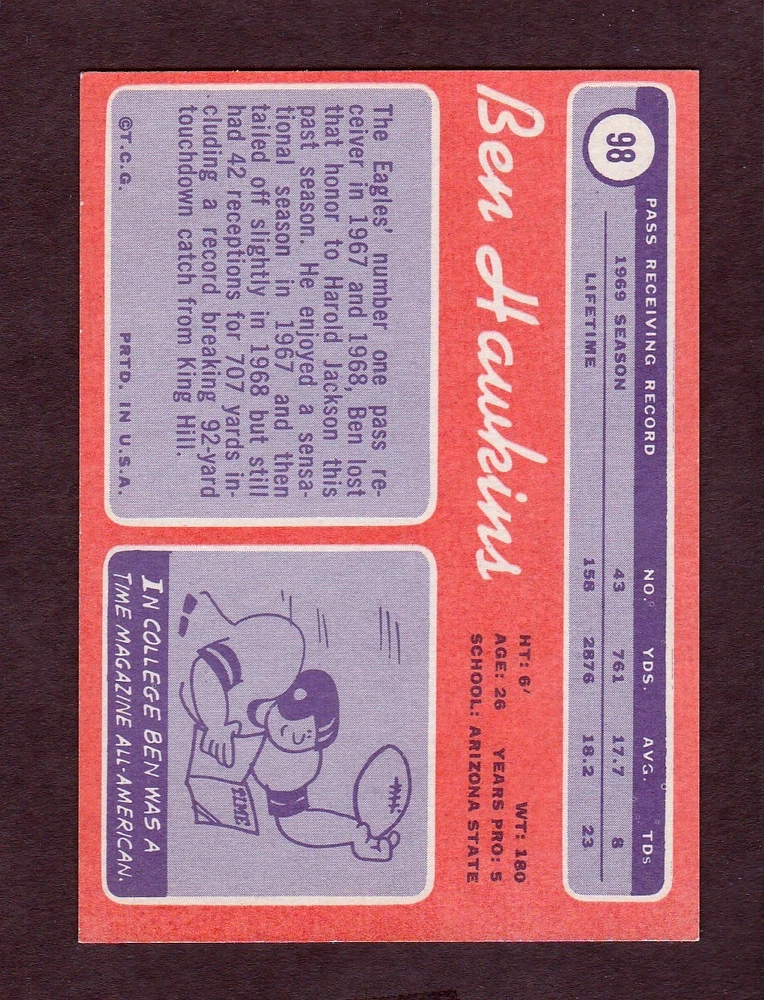 98
PASS RECEIVING RECORD NO. YDS. AVG. TDs
1969 SEASON 43 761 17.7 8
LIFETIME 158 2876 18.2 23
Ben Hawkins
HT: 6' WT: 180
AGE: 26 YEARS PRO: 5
SCHOOL: ARIZONA STATE
The Eagles' number one pass re-
ceiver in 1967 and 1968, Ben lost
that honor to Harold Jackson this
past season. He enjoyed a sensa-
tional season in 1967 and then
tailed off slightly in 1968 but still
had 42 receptions for 707 yards in-
cluding a record breaking 92-yard
touchdown catch from King Hill.
©T.C.G. PRTD. IN U.S.A.
TIME
IN COLLEGE BEN WAS A
TIME MAGAZINE ALL-AMERICAN.